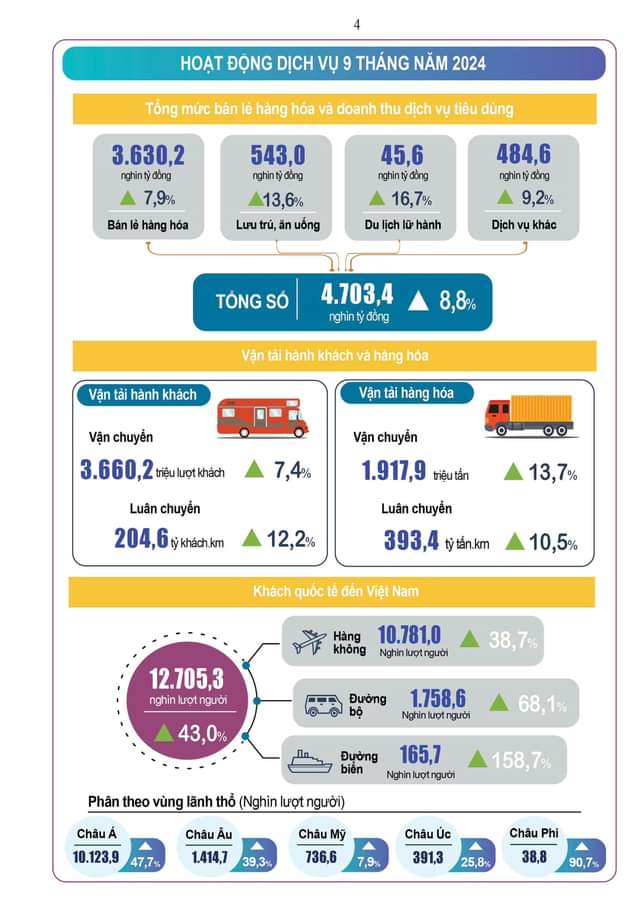 4
HOẠT ĐỘNG DỊCH VỤ 9 THÁNG NĂM 2024
Tổng mức bán lẻ hàng hóa và doanh thu dịch vụ tiêu dùng
3.630,2
nghìn tỷ đồng
7,9%
Bán lẻ hàng hóa
543,0
nghìn tỷ đồng
13,6%
Lưu trú, ăn uống
45,6
nghìn tỷ đồng
16,7%
Du lịch lữ hành
484,6
nghìn tỷ đồng
9,2%
Dịch vụ khác
TỔNG SỐ
4.703,4
nghìn tỷ đồng
8,8%
Vận tải hành khách và hàng hóa
Vận tải hành khách
Vận chuyển
3.660,2 triệu lượt khách 7,4%
Luân chuyển
204,6 tỷ khách.km 12,2%
Vận tải hàng hóa
Vận chuyển
1.917,9 triệu tấn 13,7%
Luân chuyển
393,4 tỷ tấn.km 10,5%
Khách quốc tế đến Việt Nam
12.705,3
nghìn lượt người
43,0%
Hàng không
10.781,0
Nghìn lượt người
38,7%
Đường bộ
1.758,6
Nghìn lượt người
68,1%
Đường biển
165,7
Nghìn lượt người
158,7%
Phân theo vùng lãnh thổ (Nghìn lượt người)
Châu Á
10.123,9
47,7%
Châu Âu
1.414,7
39,3%
Châu Mỹ
736,6
7,9%
Châu Úc
391,3
25,8%
Châu Phi
38,8
90,7%